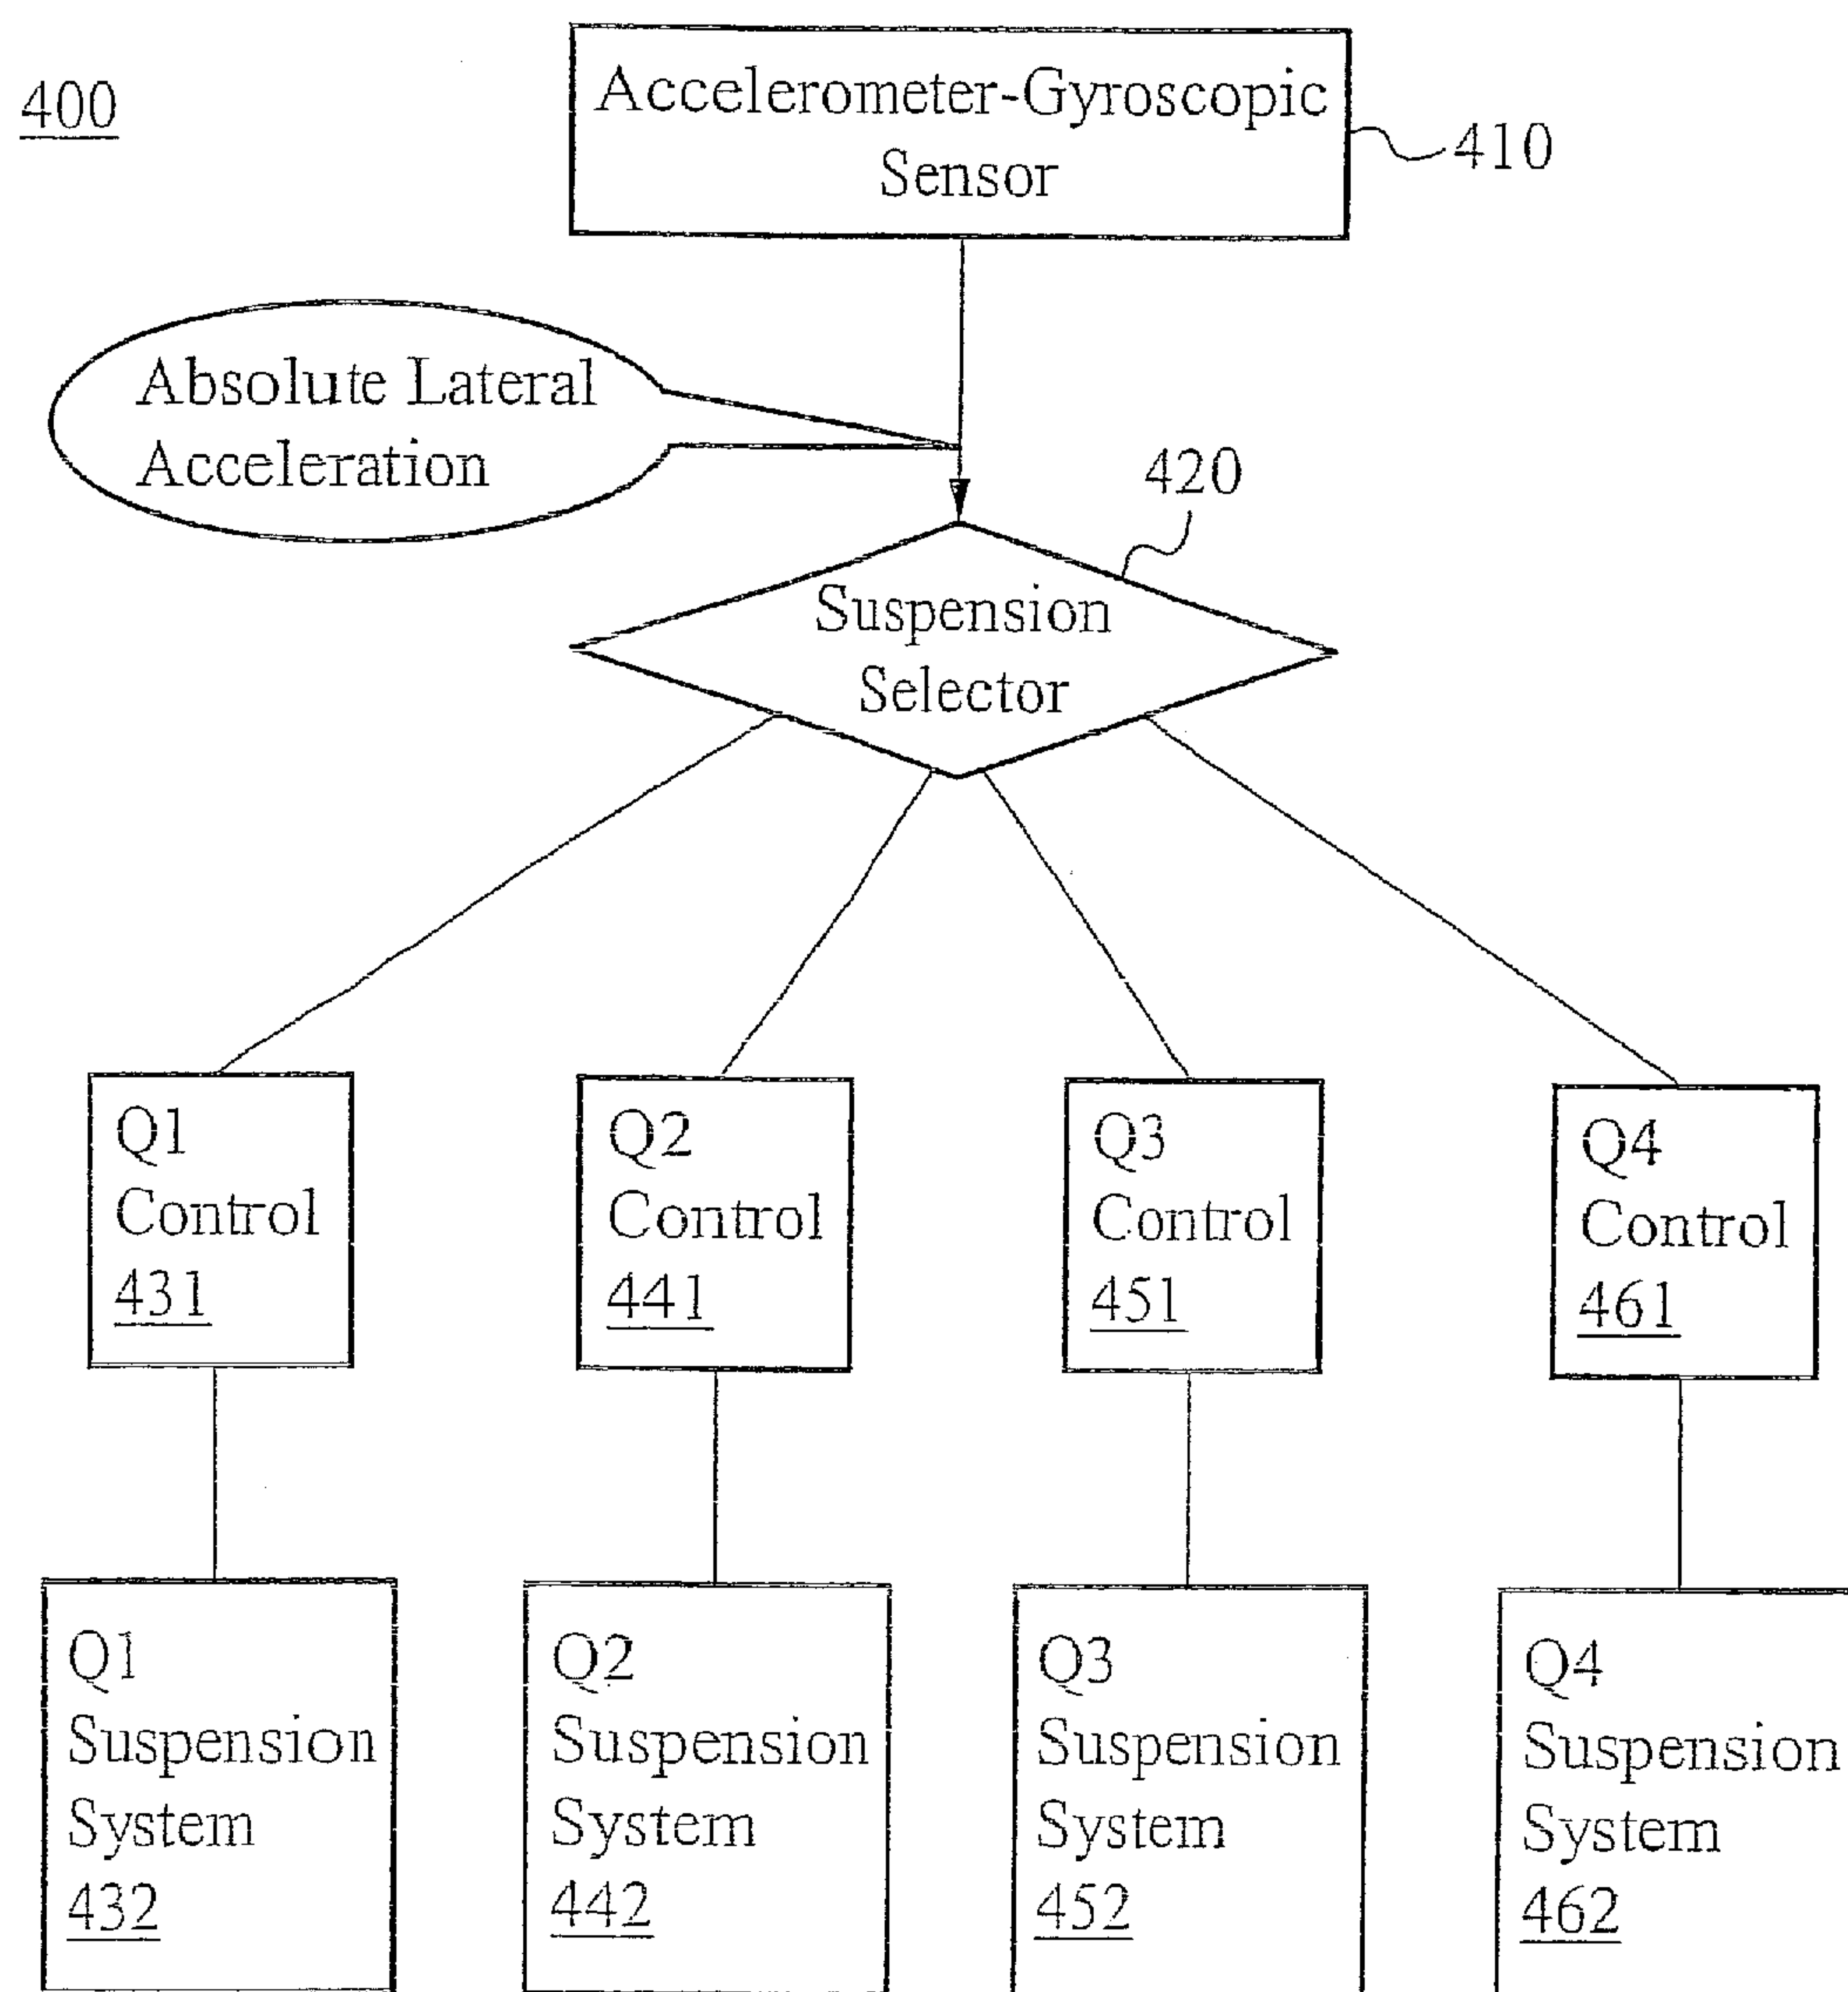 400
Accelerometer-Gyroscopic
Sensor
410
Absolute Lateral
Acceleration
420
Suspension
Selector
Q1
Control
431
Q2
Control
441
Q3
Control
451
Q4
Control
461
Q1
Suspension
System
432
Q2
Suspension
System
442
Q3
Suspension
System
452
Q4
Suspension
System
462